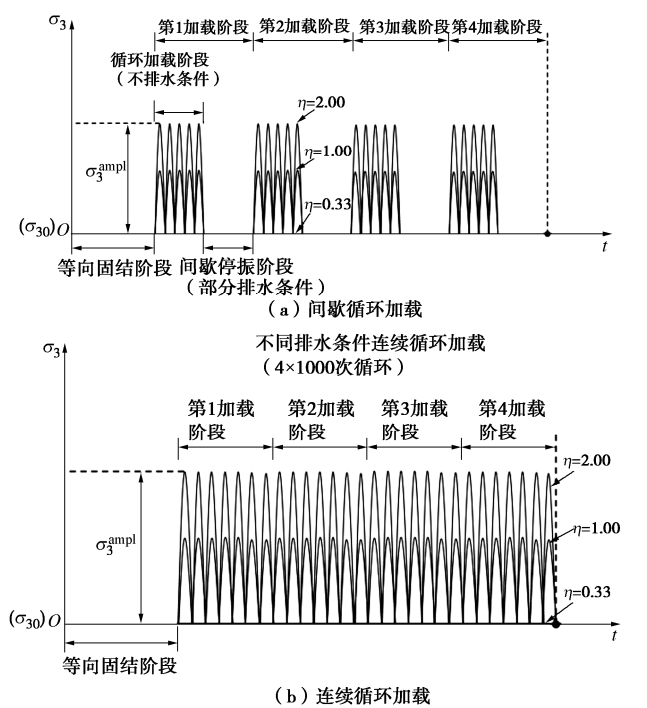 σ3
第1加载阶段 第2加载阶段 第3加载阶段 第4加载阶段
循环加载阶段
（不排水条件）
η=2.00
η=1.00
σ3ampl
η=0.33
(σ30)O
t
等向固结阶段 间歇停振阶段
（部分排水条件）
（a）间歇循环加载
不同排水条件连续循环加载
（4×1000次循环）
σ3
第1加载 第2加载 第3加载 第4加载
阶段 阶段 阶段 阶段
η=2.00
η=1.00
σ3ampl
η=0.33
(σ30)O
t
等向固结阶段
（b）连续循环加载